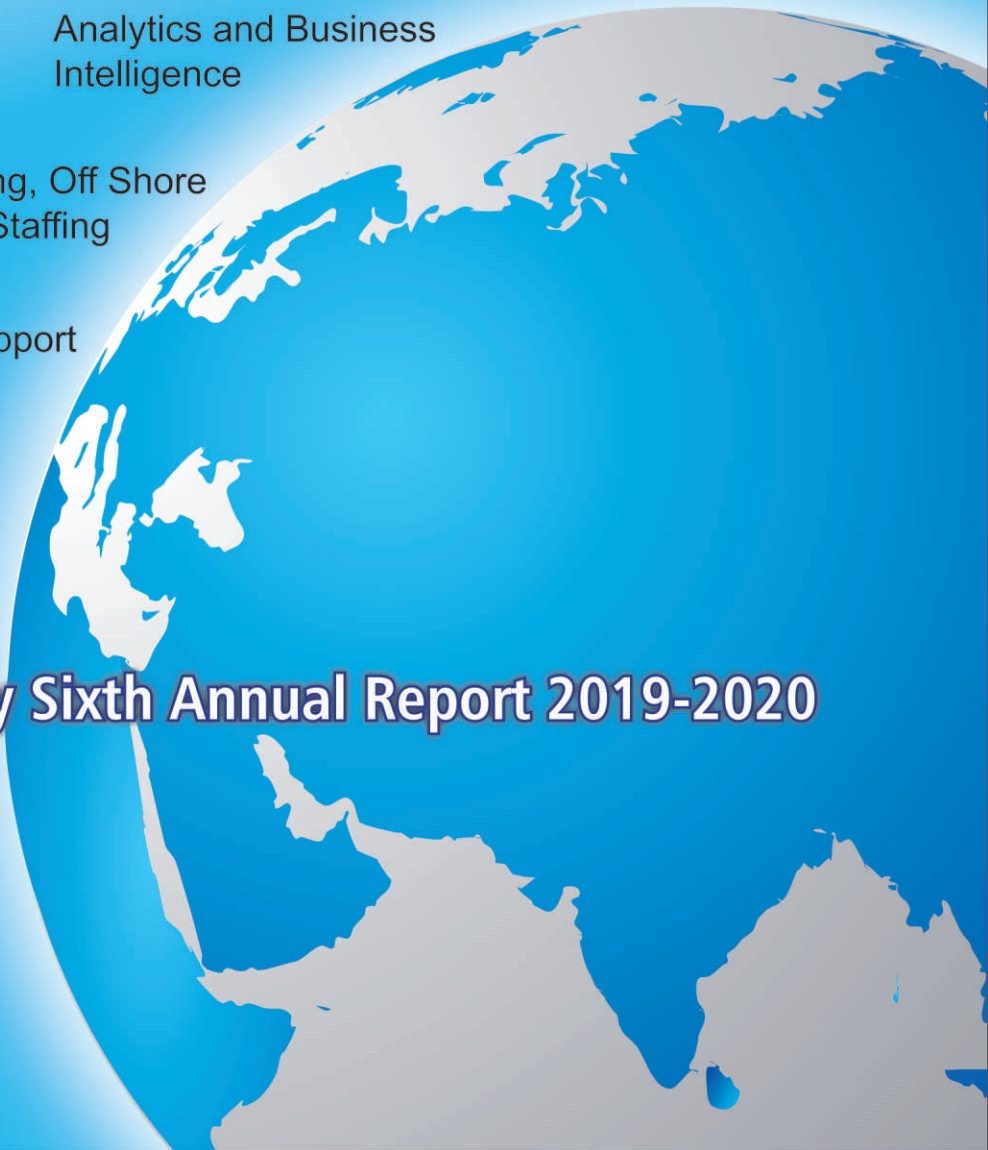 Analytics and Business
Intelligence
ng, Off Shore
Staffing
pport
y Sixth Annual Report 2019-2020